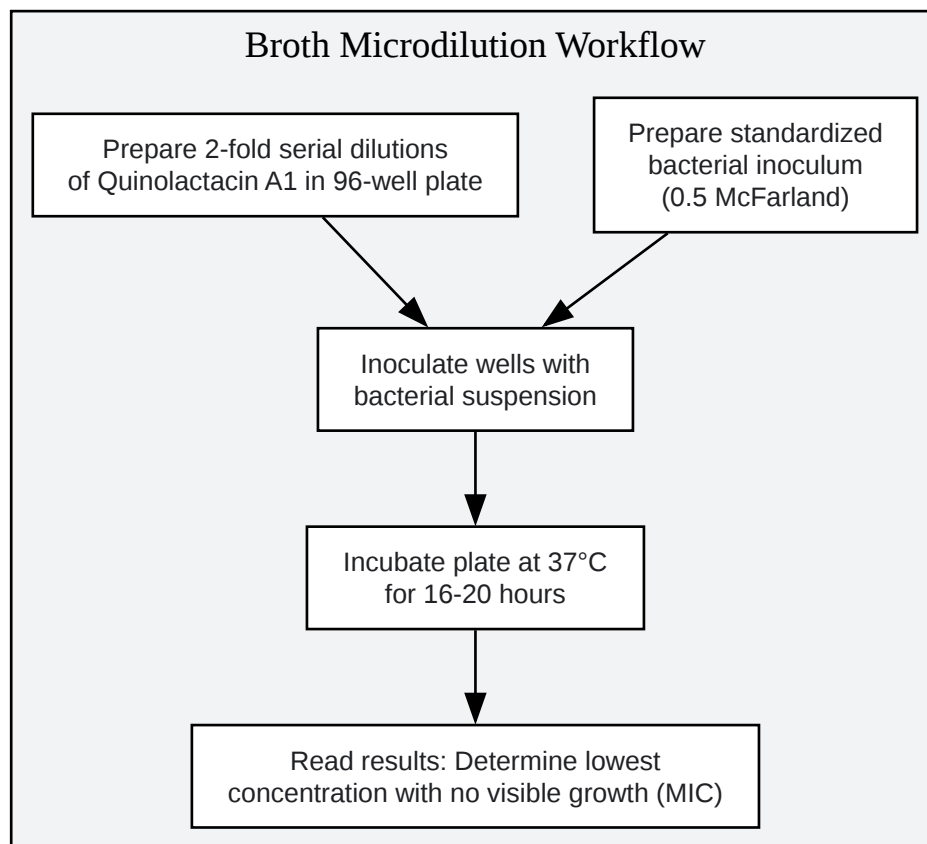 Broth Microdilution Workflow
Prepare 2-fold serial dilutions
of Quinolactacin A1 in 96-well plate
Prepare standardized
bacterial inoculum
(0.5 McFarland)
Inoculate wells with
bacterial suspension
Incubate plate at 37°C
for 16-20 hours
Read results: Determine lowest
concentration with no visible growth (MIC)